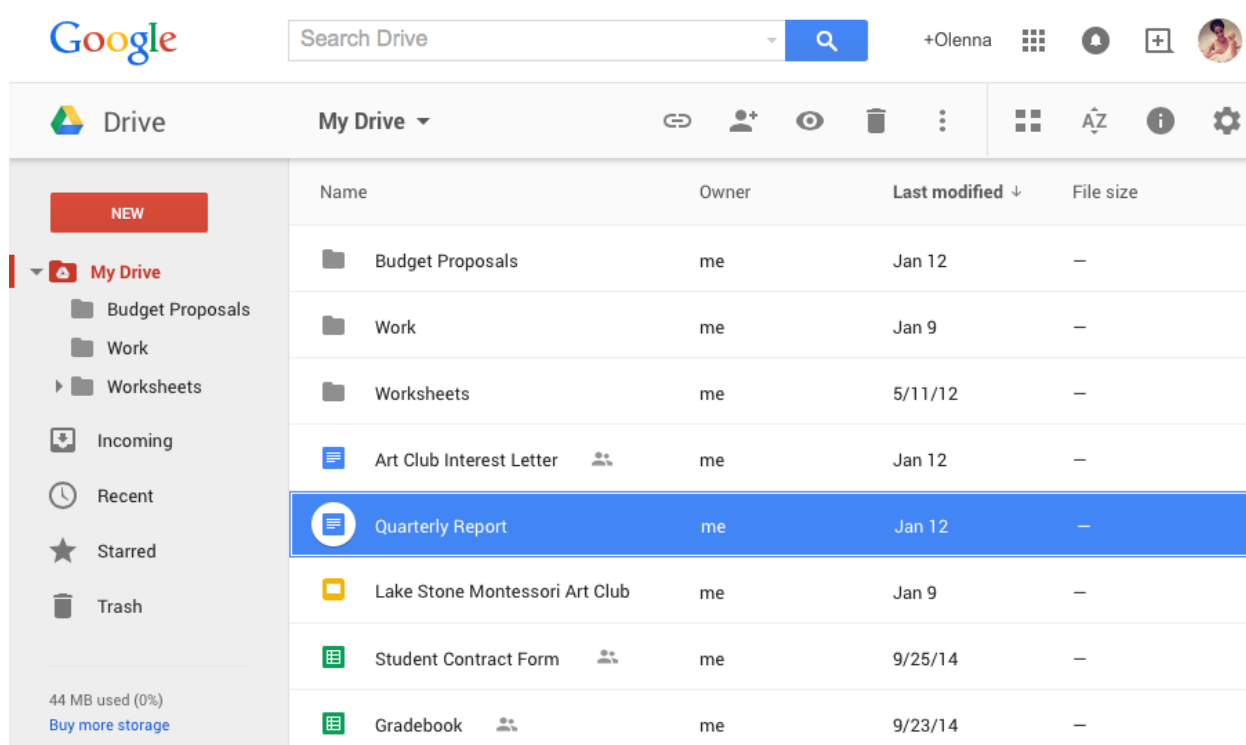 Google Search Drive +Olenna
Drive My Drive AZ
Name Owner Last modified ↓ File size
NEW
My Drive
Budget Proposals
Work
Worksheets
Incoming
Recent
Starred
Trash
44 MB used (0%)
Buy more storage
Budget Proposals me Jan 12 —
Work me Jan 9 —
Worksheets me 5/11/12 —
Art Club Interest Letter me Jan 12 —
Quarterly Report me Jan 12 —
Lake Stone Montessori Art Club me Jan 9 —
Student Contract Form me 9/25/14 —
Gradebook me 9/23/14 —